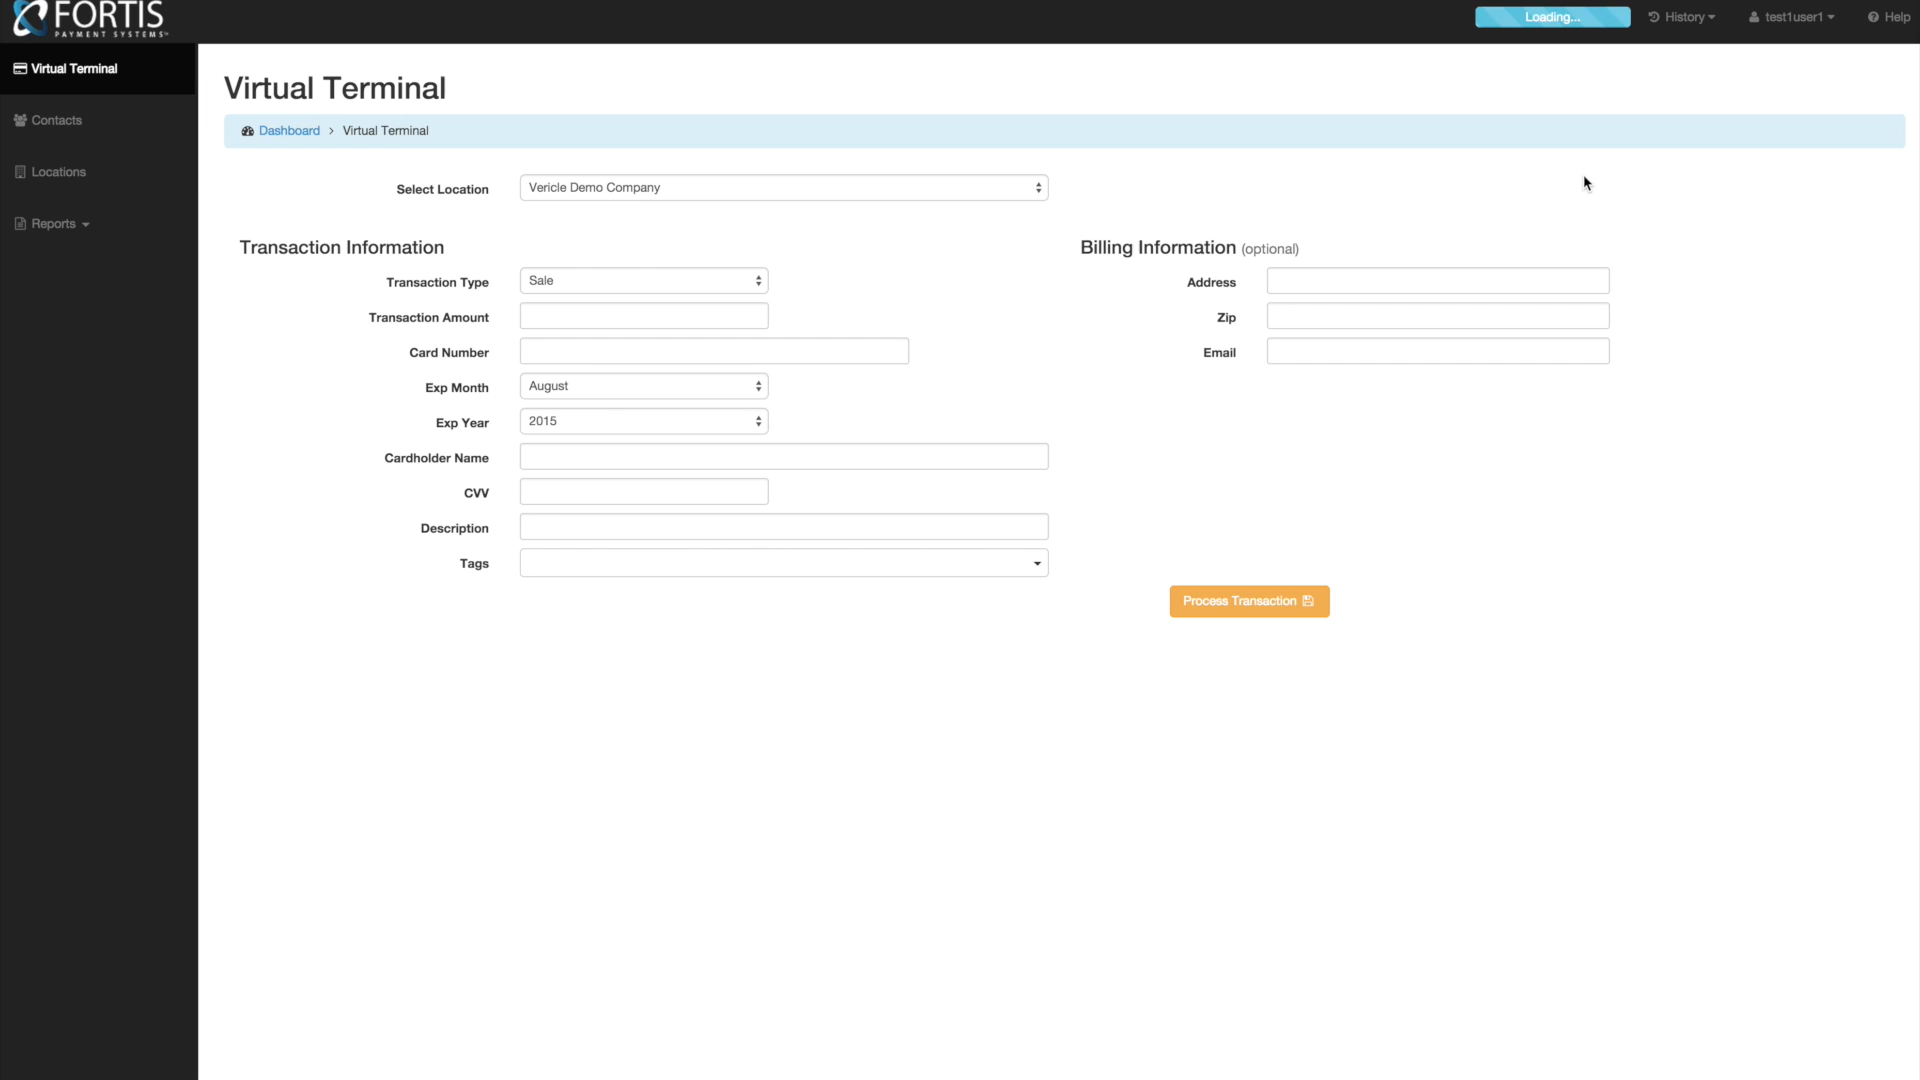 FORTIS
PAYMENT SYSTEMS
Loading...
History
test1user1
Help
Virtual Terminal
Contacts
Locations
Reports
Virtual Terminal
Dashboard > Virtual Terminal
Select Location
Vericle Demo Company
Transaction Information
Transaction Type
Sale
Transaction Amount
Card Number
Exp Month
August
Exp Year
2015
Cardholder Name
CVV
Description
Tags
Billing Information (optional)
Address
Zip
Email
Process Transaction